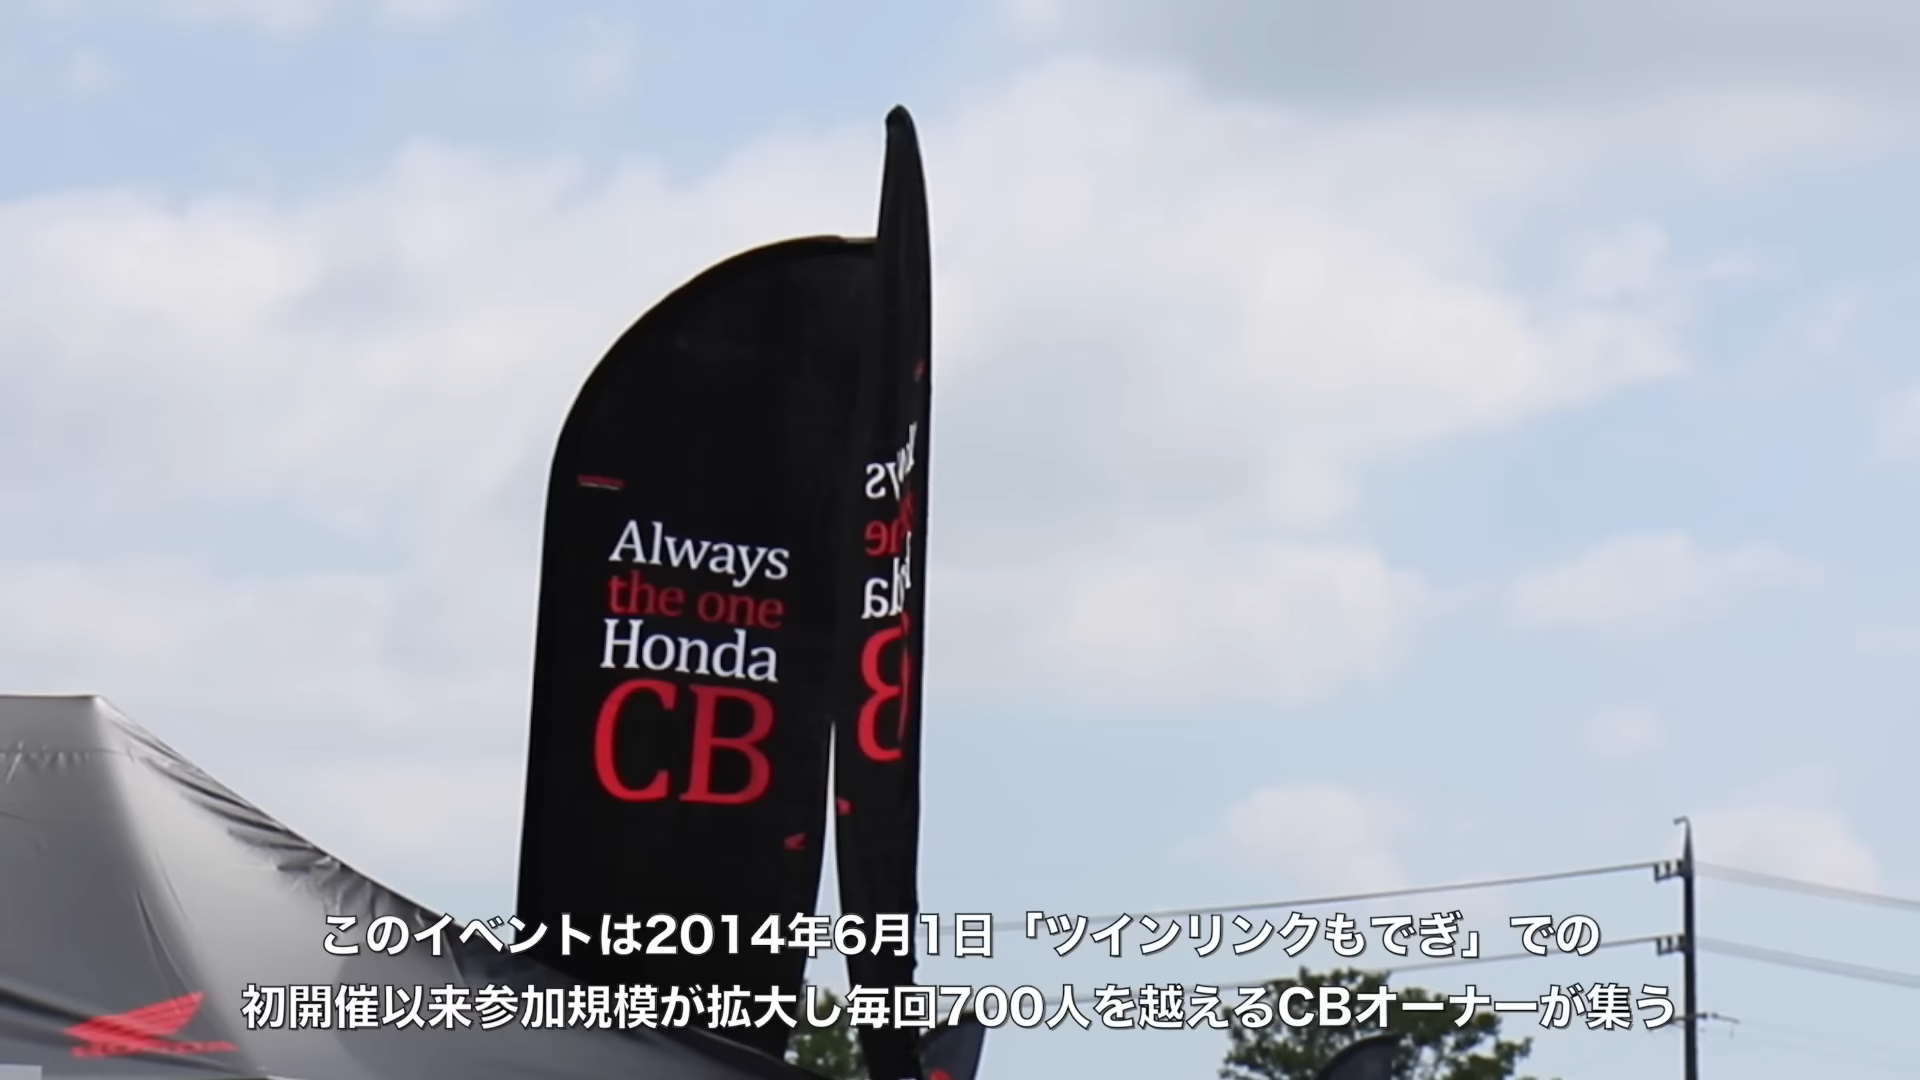 Always
the one
Honda
CB
このイベントは2014年6月1日「ツインリンクもてぎ」での
初開催以来参加規模が拡大し毎回700人を越えるCBオーナーが集う
HONDA